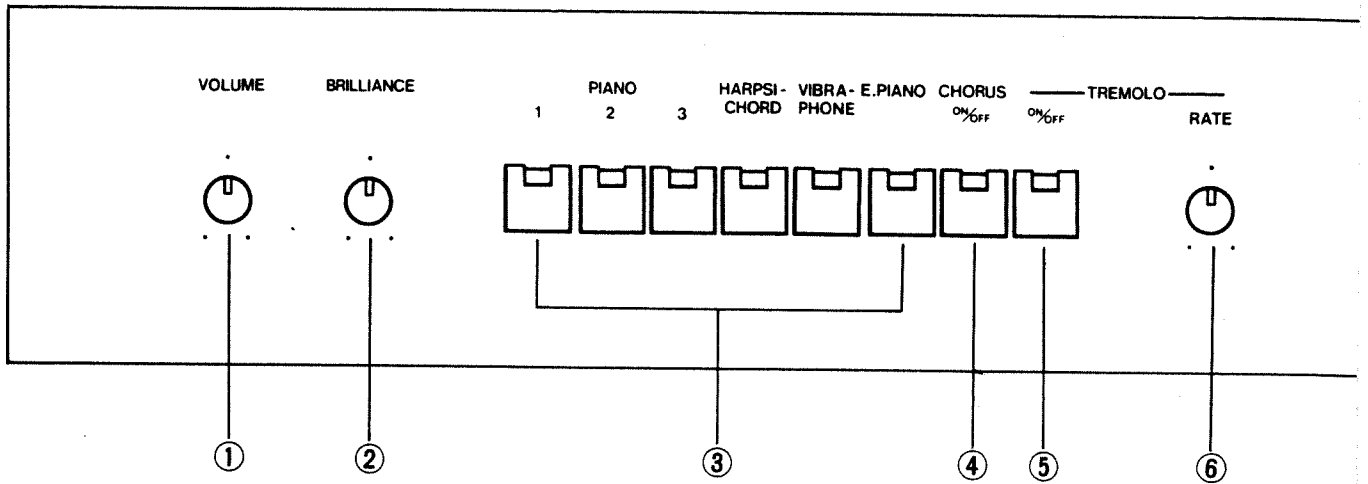 VOLUME BRILLIANCE PIANO HARPSI- VIBRA- E.PIANO CHORUS TREMOLO
1 2 3 CHORD PHONE ON/OFF ON/OFF RATE
① ② ③ ④ ⑤ ⑥